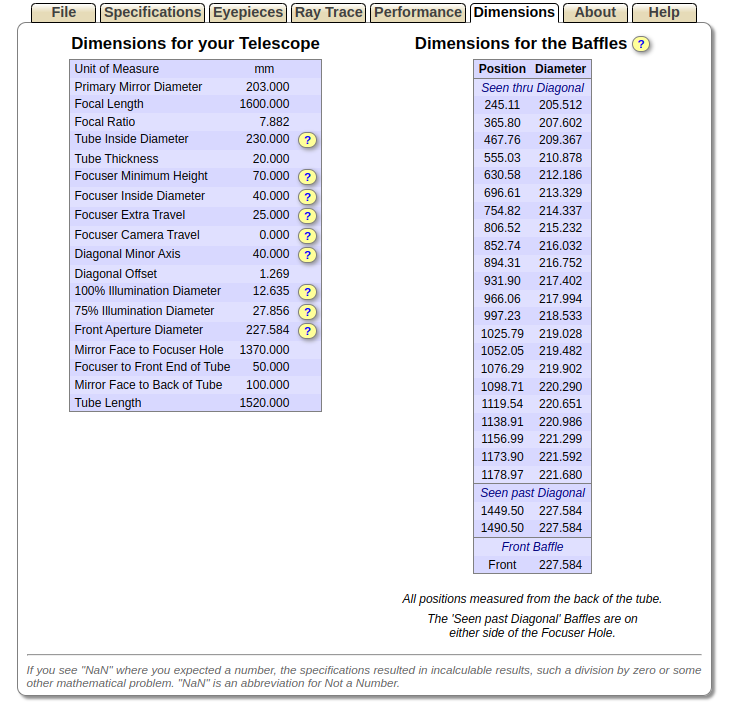 File Specifications Eyepieces Ray Trace Performance Dimensions About Help
Dimensions for your Telescope
Unit of Measure mm
Primary Mirror Diameter 203.000
Focal Length 1600.000
Focal Ratio 7.882
Tube Inside Diameter 230.000 ?
Tube Thickness 20.000
Focuser Minimum Height 70.000 ?
Focuser Inside Diameter 40.000 ?
Focuser Extra Travel 25.000 ?
Focuser Camera Travel 0.000 ?
Diagonal Minor Axis 40.000 ?
Diagonal Offset 1.269
100% Illumination Diameter 12.635 ?
75% Illumination Diameter 27.856 ?
Front Aperture Diameter 227.584 ?
Mirror Face to Focuser Hole 1370.000
Focuser to Front End of Tube 50.000
Mirror Face to Back of Tube 100.000
Tube Length 1520.000
Dimensions for the Baffles ?
Position Diameter
Seen thru Diagonal
245.11 205.512
365.80 207.602
467.76 209.367
555.03 210.878
630.58 212.186
696.61 213.329
754.82 214.337
806.52 215.232
852.74 216.032
894.31 216.752
931.90 217.402
966.06 217.994
997.23 218.533
1025.79 219.028
1052.05 219.482
1076.29 219.902
1098.71 220.290
1119.54 220.651
1138.91 220.986
1156.99 221.299
1173.90 221.592
1178.97 221.680
Seen past Diagonal
1449.50 227.584
1490.50 227.584
Front Baffle
Front 227.584
All positions measured from the back of the tube.
The 'Seen past Diagonal' Baffles are on
either side of the Focuser Hole.
If you see "NaN" where you expected a number, the specifications resulted in incalculable results, such a division by zero or some
other mathematical problem. "NaN" is an abbreviation for Not a Number.